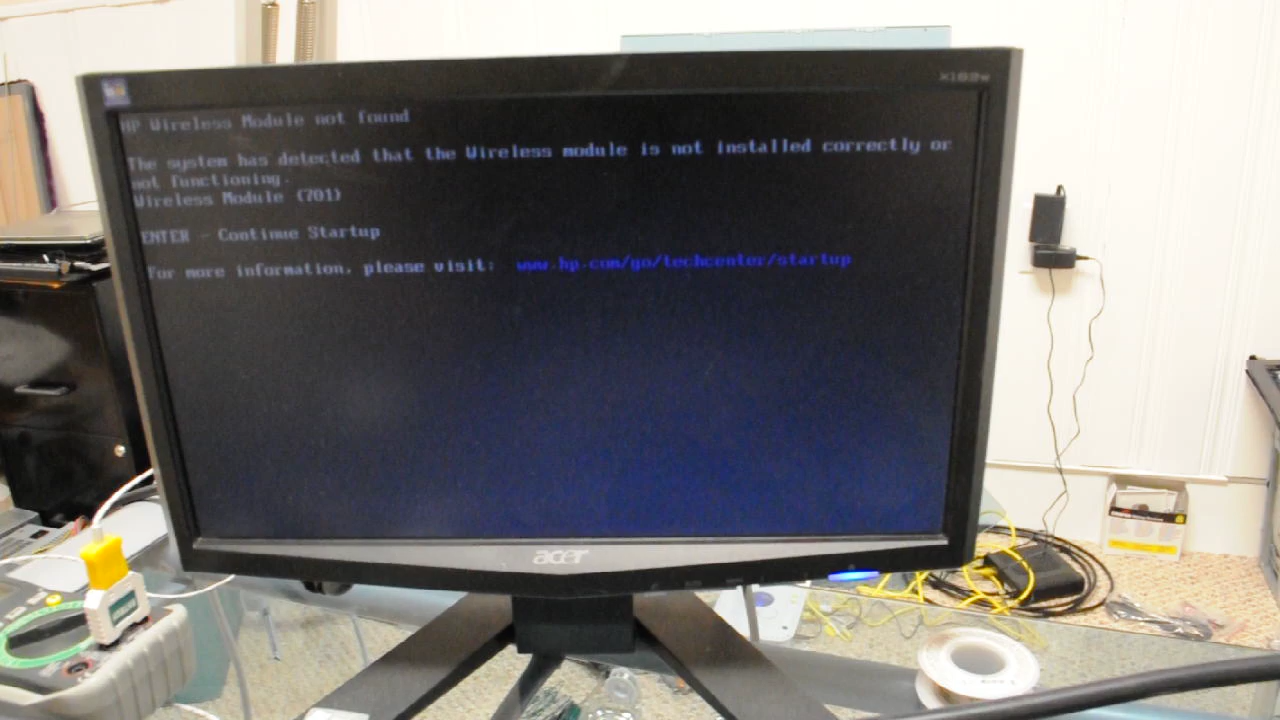 X183w
HP Wireless Module not found
The system has detected that the Wireless module is not installed correctly or
not functioning.
Wireless Module (701)
ENTER - Continue Startup
For more information, please visit: www.hp.com/go/techcenter/startup
acer